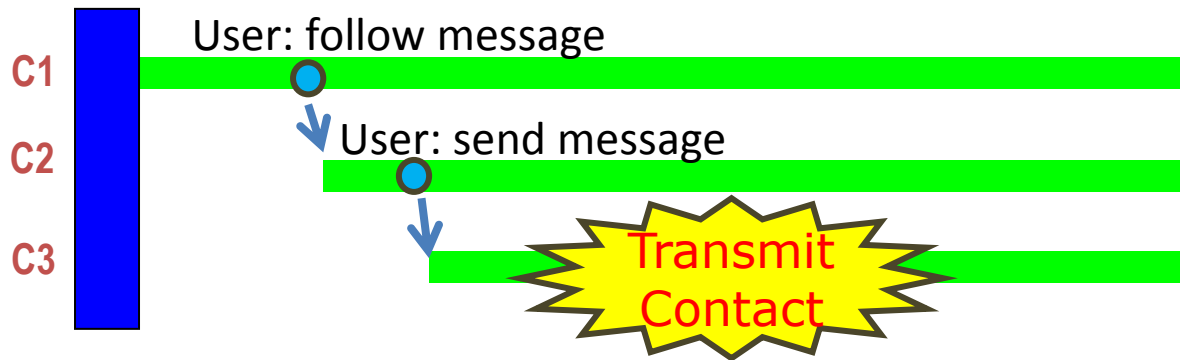 User: follow message
C1
User: send message
C2
C3
Transmit
Contact